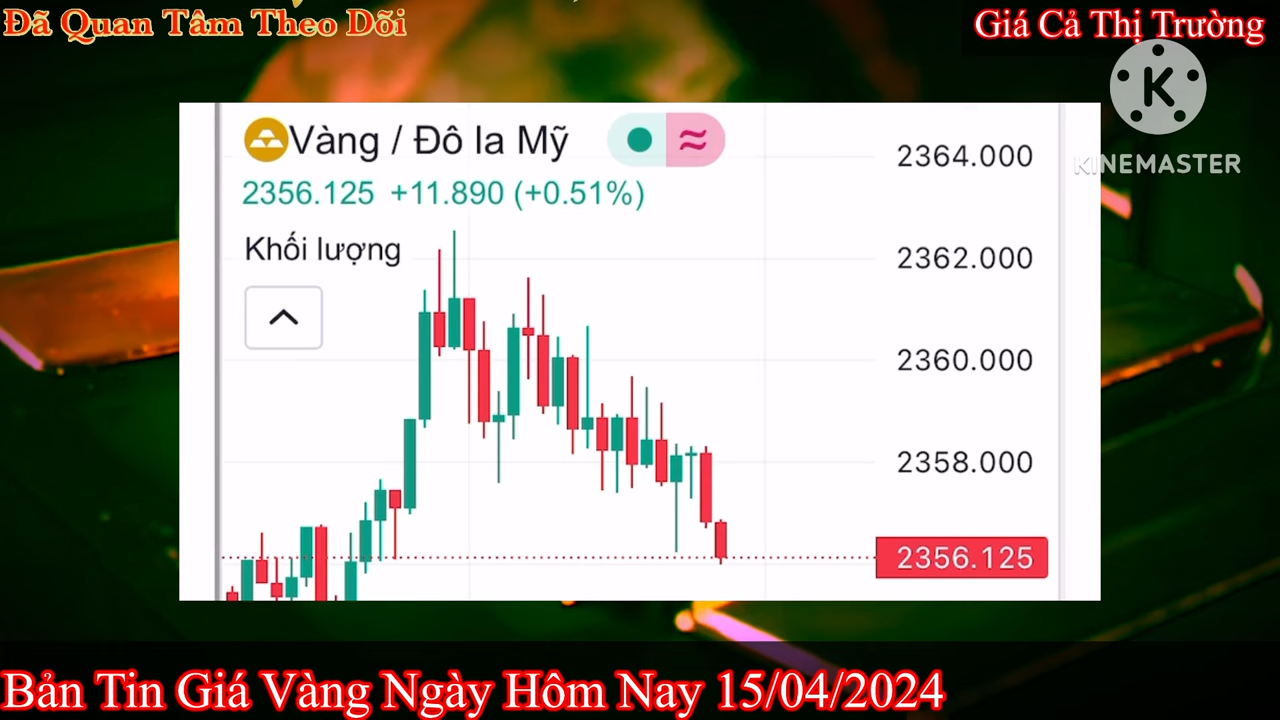 Đã Quan Tâm Theo Dõi
Giá Cả Thị Trường
K
KINEMASTER
Vàng / Đô la Mỹ
2356.125 +11.890 (+0.51%)
Khối lượng
2364.000
2362.000
2360.000
2358.000
2356.125
Bản Tin Giá Vàng Ngày Hôm Nay 15/04/2024